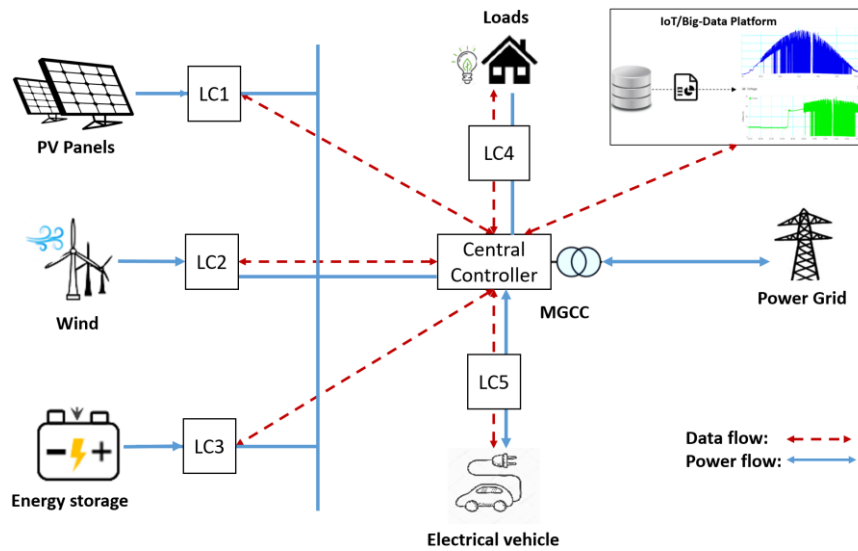 Loads
IoT/Big-Data Platform
LC1
PV Panels
LC4
LC2
Central
Controller
Wind
MGCC
Power Grid
LC5
LC3
Data flow:
Power flow:
Energy storage
Electrical vehicle